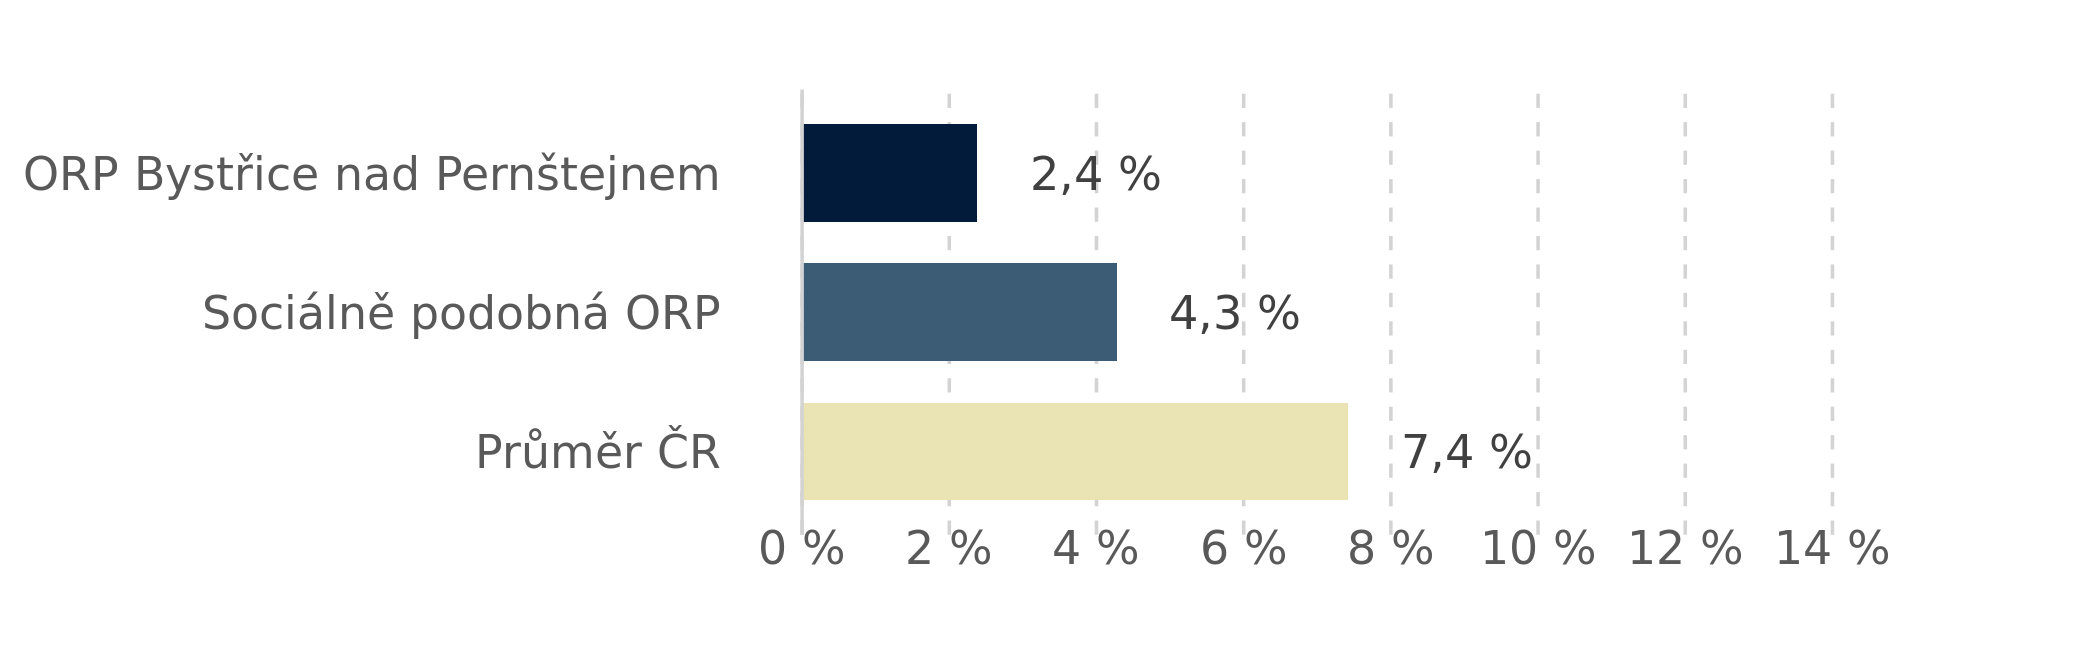 ORP Bystřice nad Pernštejnem
2,4 %
Sociálně podobná ORP
4,3 %
Průměr ČR
7,4 %
0 % 2 % 4 % 6 % 8 % 10 % 12 % 14 %